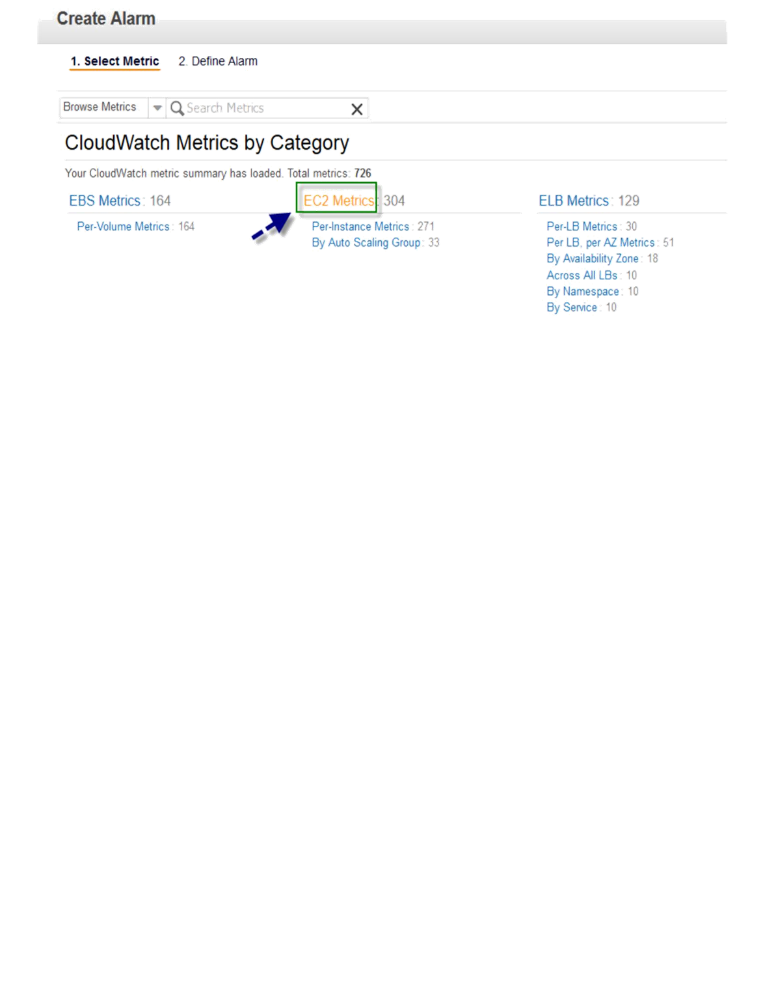 Create Alarm
1. Select Metric 2. Define Alarm
Browse Metrics Search Metrics
CloudWatch Metrics by Category
Your CloudWatch metric summary has loaded. Total metrics: 726
EBS Metrics: 164
Per-Volume Metrics: 164
EC2 Metrics: 304
Per-Instance Metrics: 271
By Auto Scaling Group: 33
ELB Metrics: 129
Per-LB Metrics: 30
Per LB, per AZ Metrics: 51
By Availability Zone: 18
Across All LBs: 10
By Namespace: 10
By Service: 10